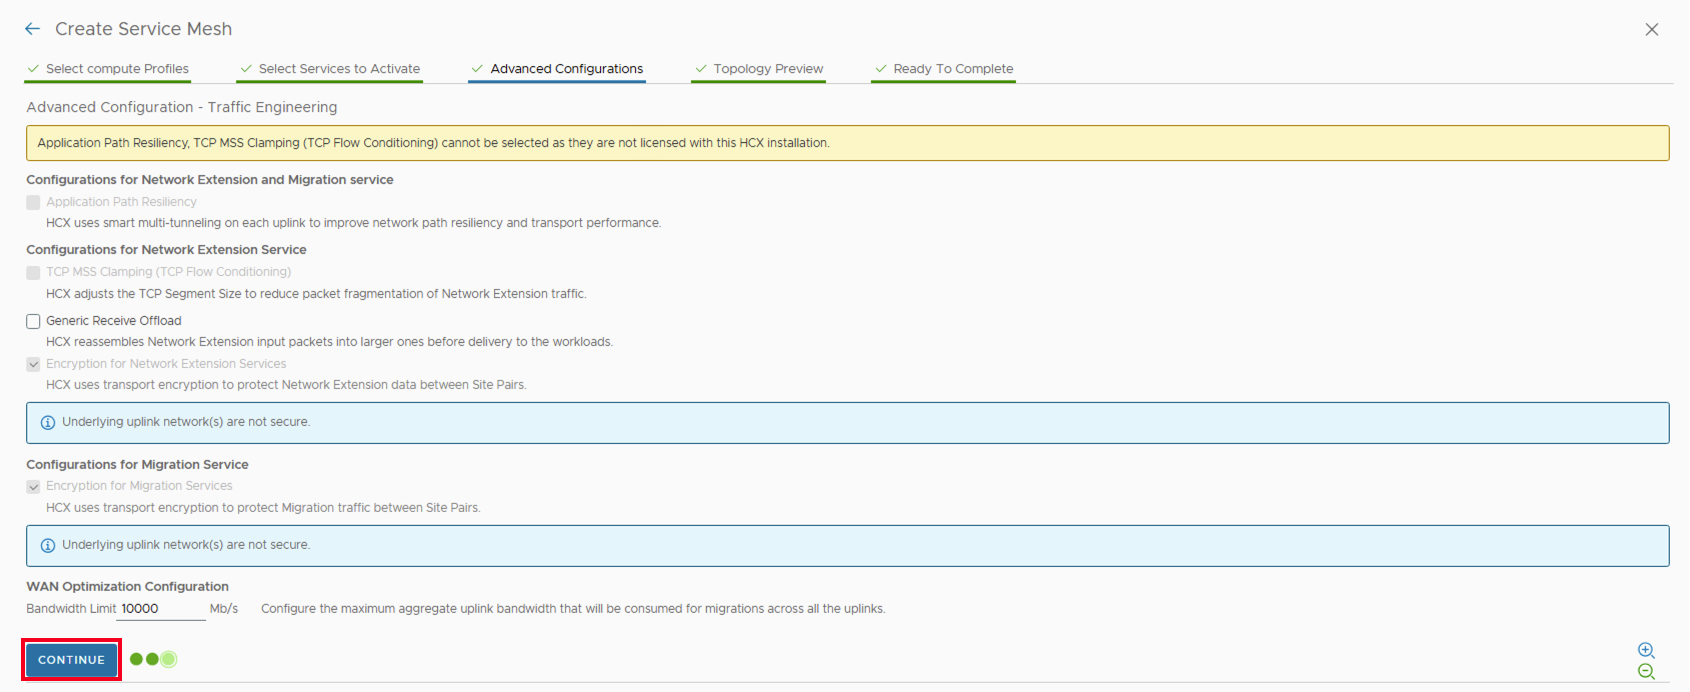 Create Service Mesh
Select compute Profiles
Select Services to Activate
Advanced Configurations
Topology Preview
Ready To Complete
Advanced Configuration - Traffic Engineering
Application Path Resiliency, TCP MSS Clamping (TCP Flow Conditioning) cannot be selected as they are not licensed with this HCX installation.
Configurations for Network Extension and Migration service
Application Path Resiliency
HCX uses smart multi-tunneling on each uplink to improve network path resiliency and transport performance.
Configurations for Network Extension Service
TCP MSS Clamping (TCP Flow Conditioning)
HCX adjusts the TCP Segment Size to reduce packet fragmentation of Network Extension traffic.
Generic Receive Offload
HCX reassembles Network Extension input packets into larger ones before delivery to the workloads.
Encryption for Network Extension Services
HCX uses transport encryption to protect Network Extension data between Site Pairs.
Underlying uplink network(s) are not secure.
Configurations for Migration Service
Encryption for Migration Services
HCX uses transport encryption to protect Migration traffic between Site Pairs.
Underlying uplink network(s) are not secure.
WAN Optimization Configuration
Bandwidth Limit 10000 Mb/s Configure the maximum aggregate uplink bandwidth that will be consumed for migrations across all the uplinks.
CONTINUE